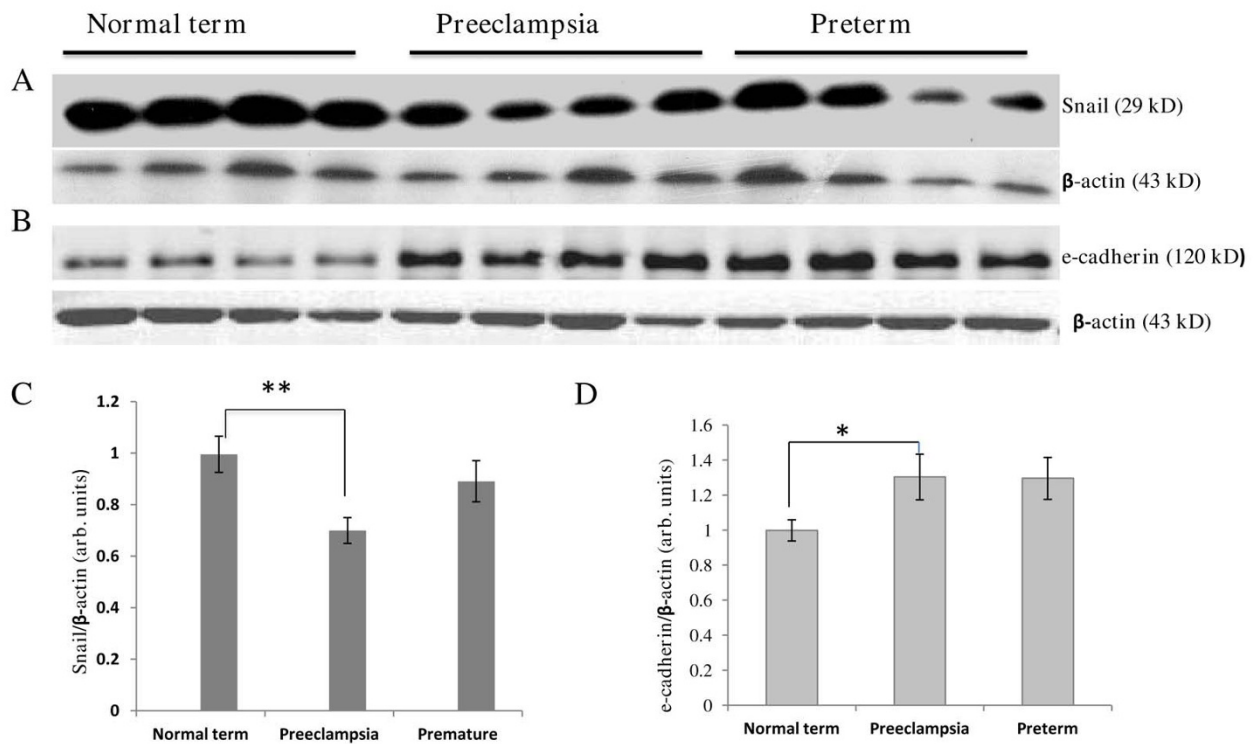 Normal term Preeclampsia Preterm
A
Snail (29 kD)
β-actin (43 kD)
B
e-cadherin (120 kD)
β-actin (43 kD)
C
**
Snail/β-actin (arb. units)
1.2
1
0.8
0.6
0.4
0.2
0
Normal term Preeclampsia Premature
D
*
e-cadherin/β-actin (arb. units)
1.6
1.4
1.2
1
0.8
0.6
0.4
0.2
0
Normal term Preeclampsia Preterm